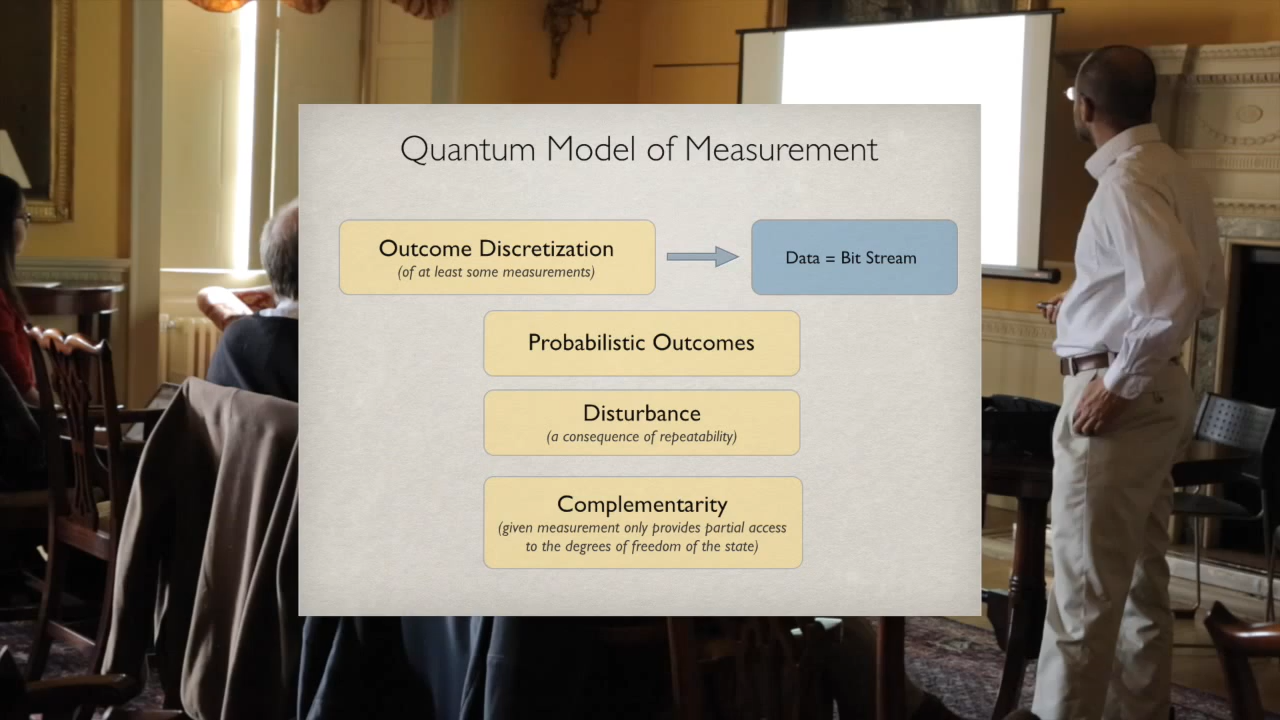 Quantum Model of Measurement
Outcome Discretization
(of at least some measurements)
Data = Bit Stream
Probabilistic Outcomes
Disturbance
(a consequence of repeatability)
Complementarity
(given measurement only provides partial access
to the degrees of freedom of the state)